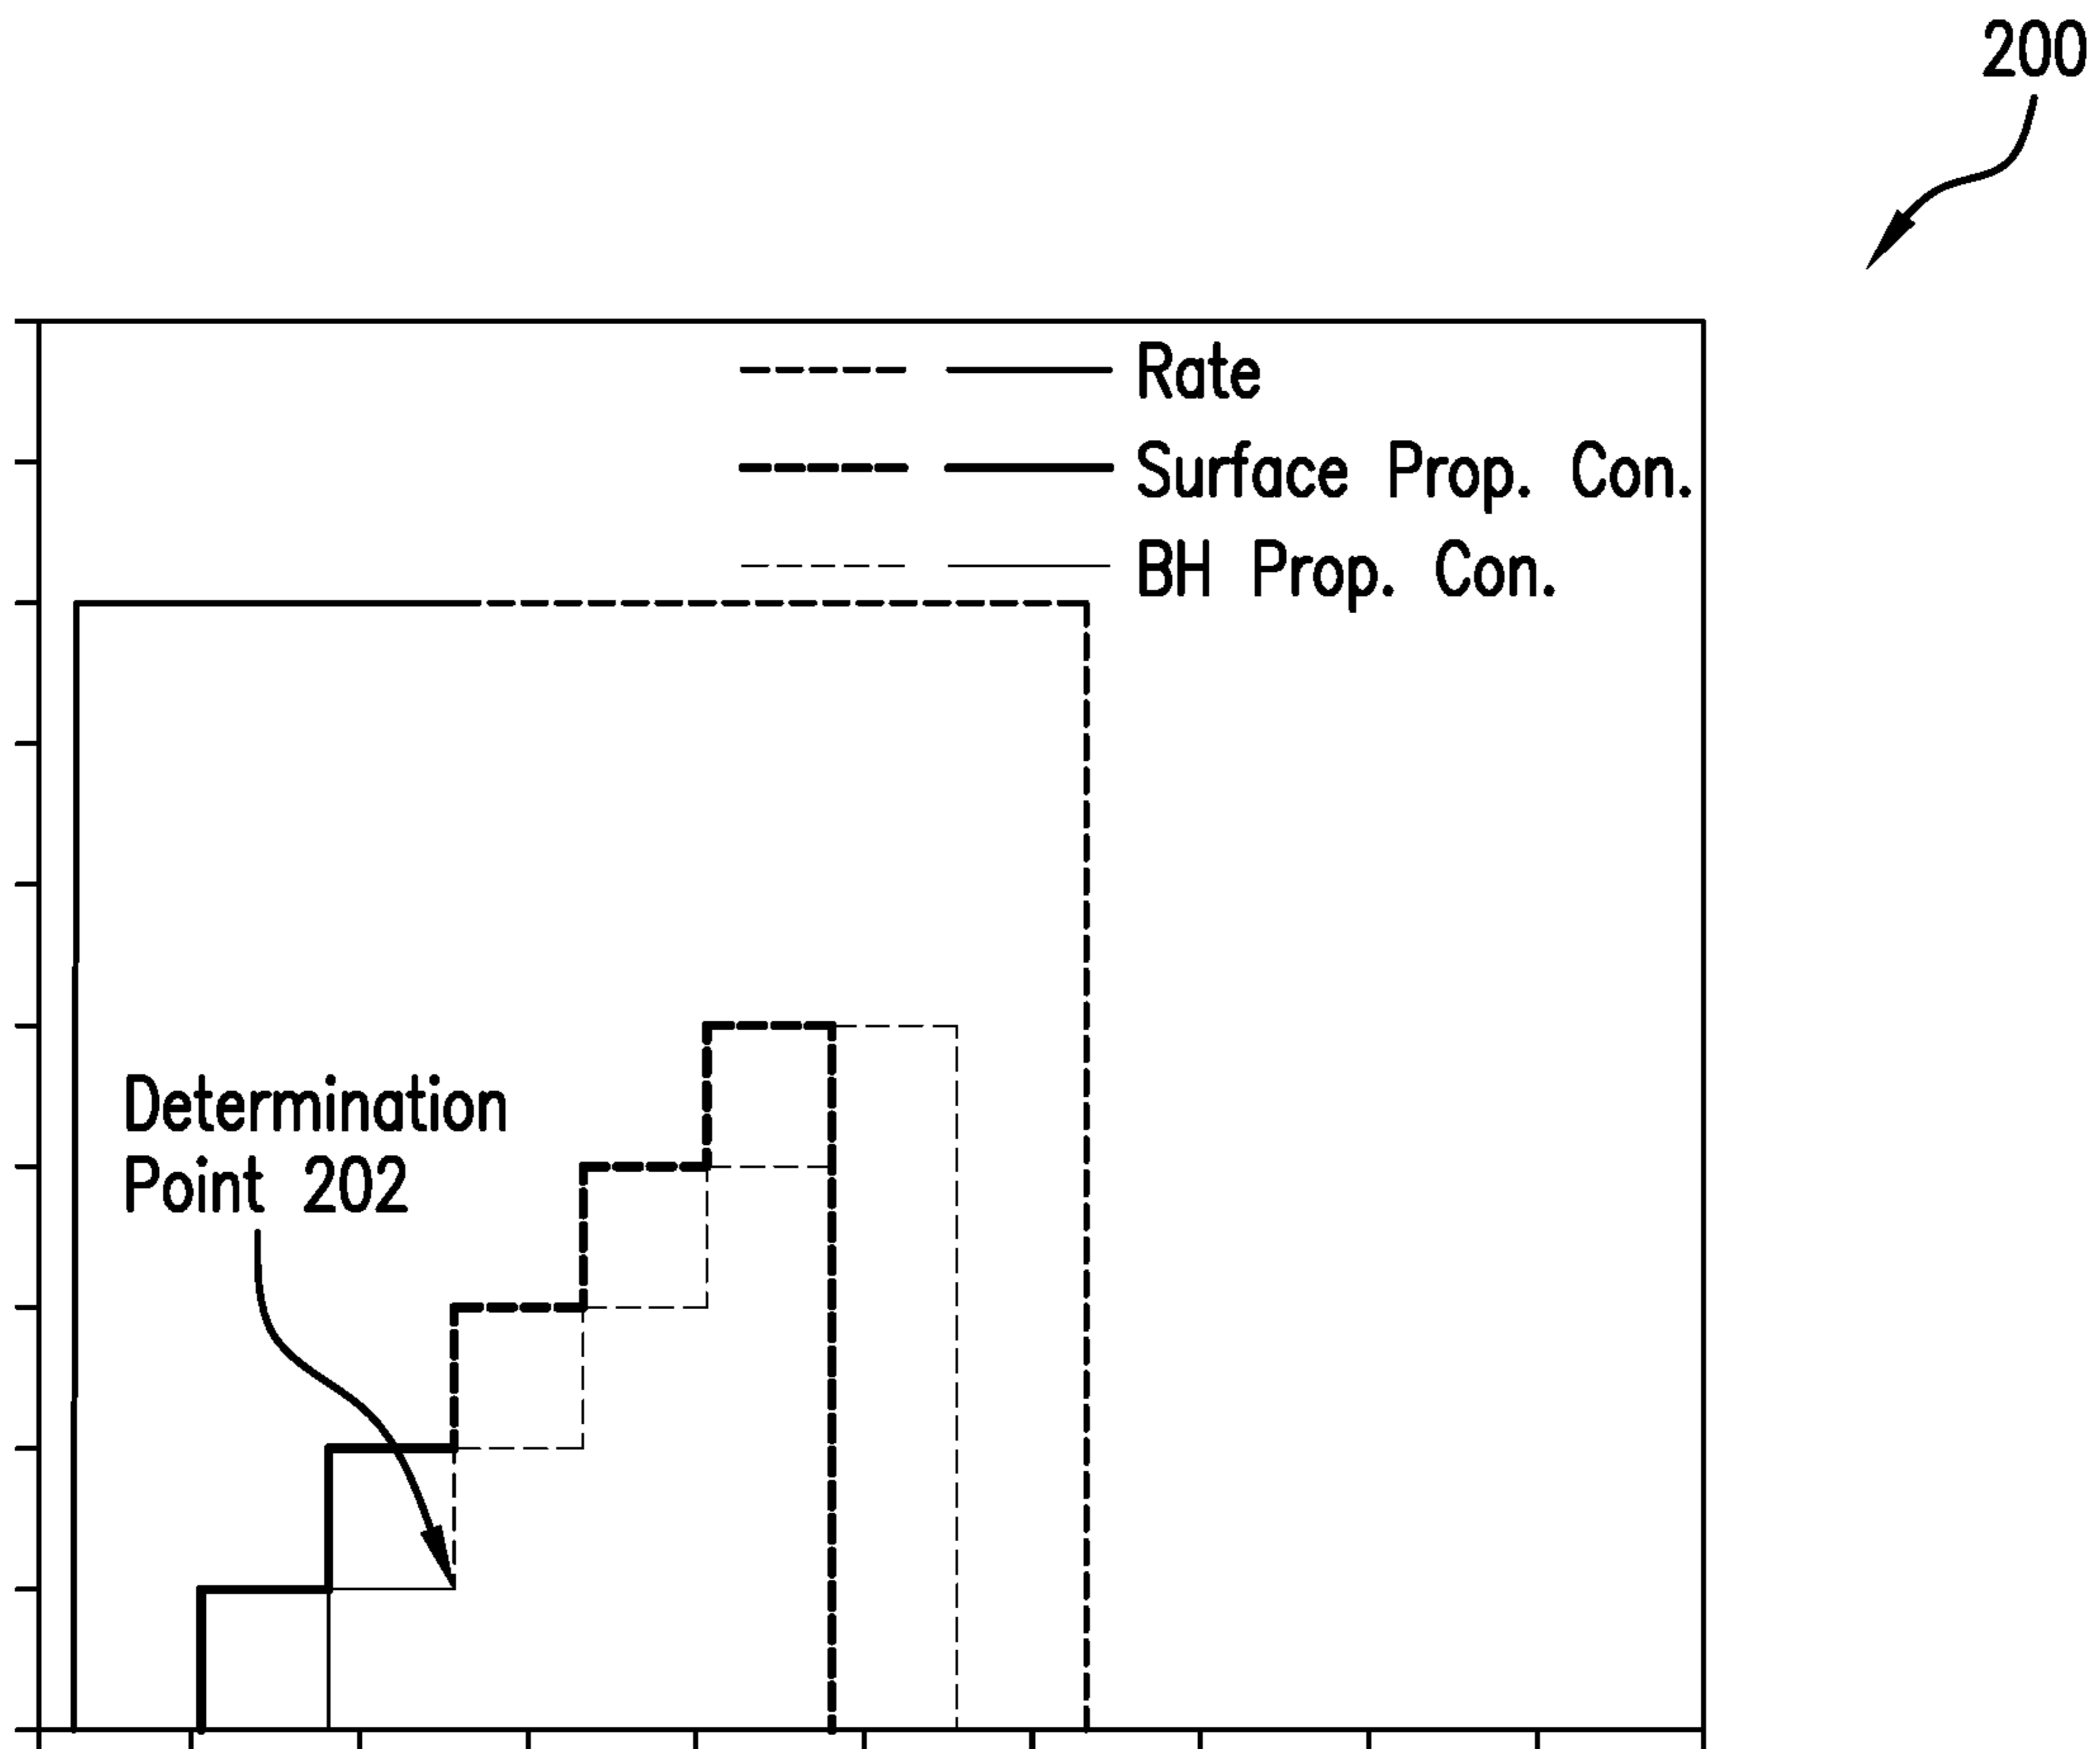 200
Rate
Surface Prop. Con.
BH Prop. Con.
Determination
Point 202